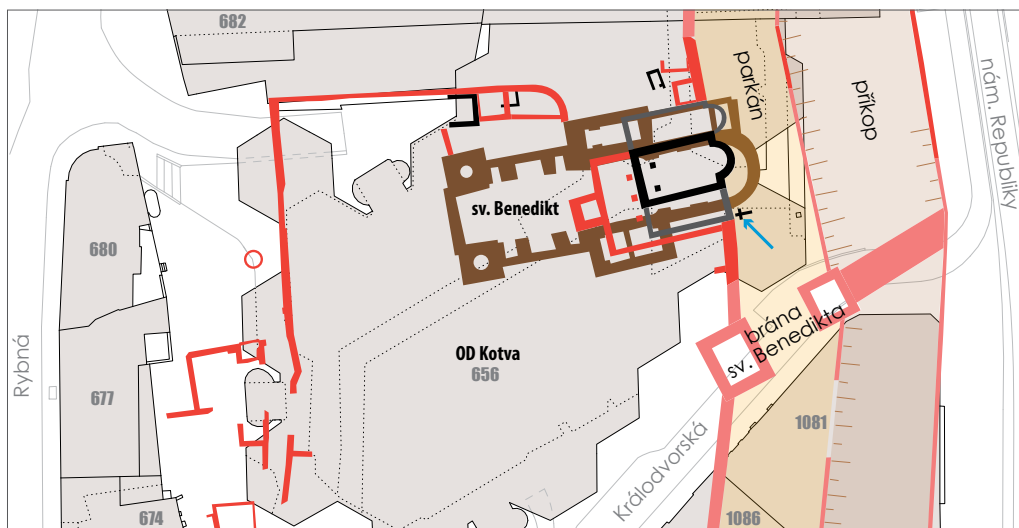 682
parkán
příkop
nám. Republiky
680
sv. Benedikt
Rybná
677
OD Kotva
656
brána
sv. Benedikta
1081
Králodvorská
674
1086